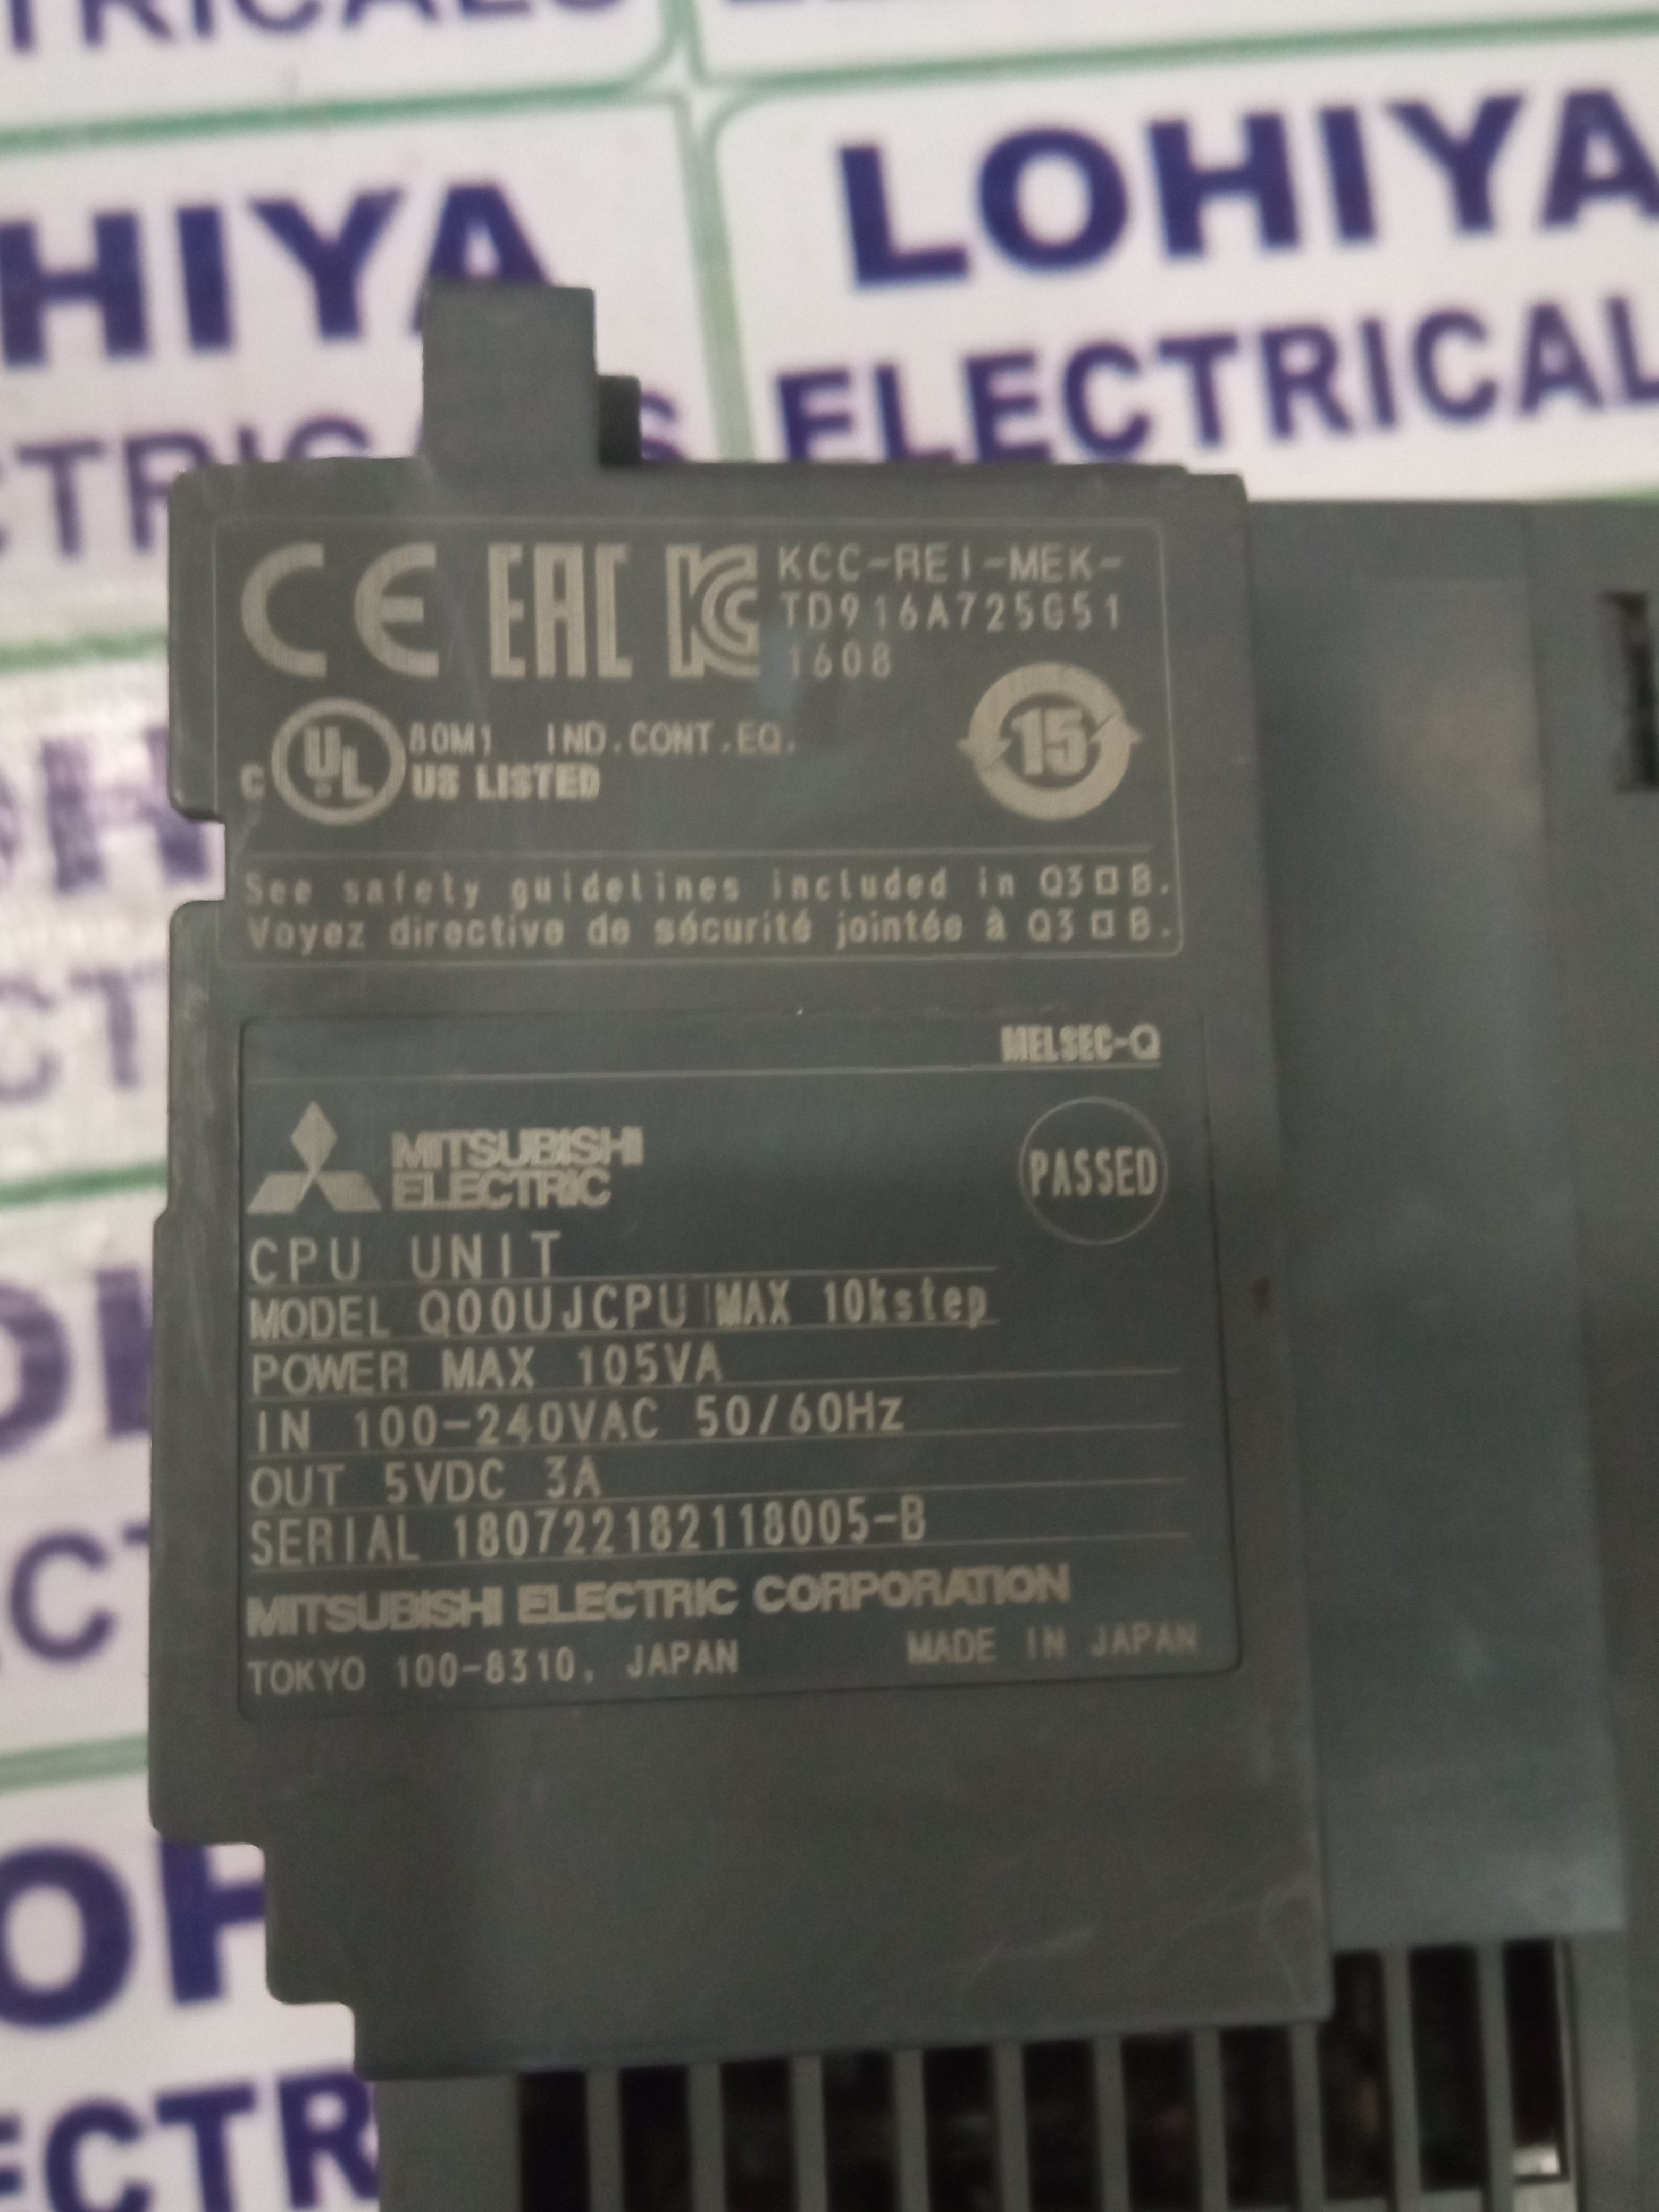 LOHIYA
ELECTRICAL
KCC-REI-MEK-
TD916A725G51
1608
80M1 IND.CONT.EQ.
C UL US LISTED
15
See safety guidelines included in Q3□B.
Voyez directive de sécurité jointée à Q3□B.
MELSEC-Q
MITSUBISHI
ELECTRIC
PASSED
CPU UNIT
MODEL Q00UJCPU MAX 10kstep
POWER MAX 105VA
IN 100-240VAC 50/60Hz
OUT 5VDC 3A
SERIAL 180722182118005-B
MITSUBISHI ELECTRIC CORPORATION
TOKYO 100-8310, JAPAN MADE IN JAPAN